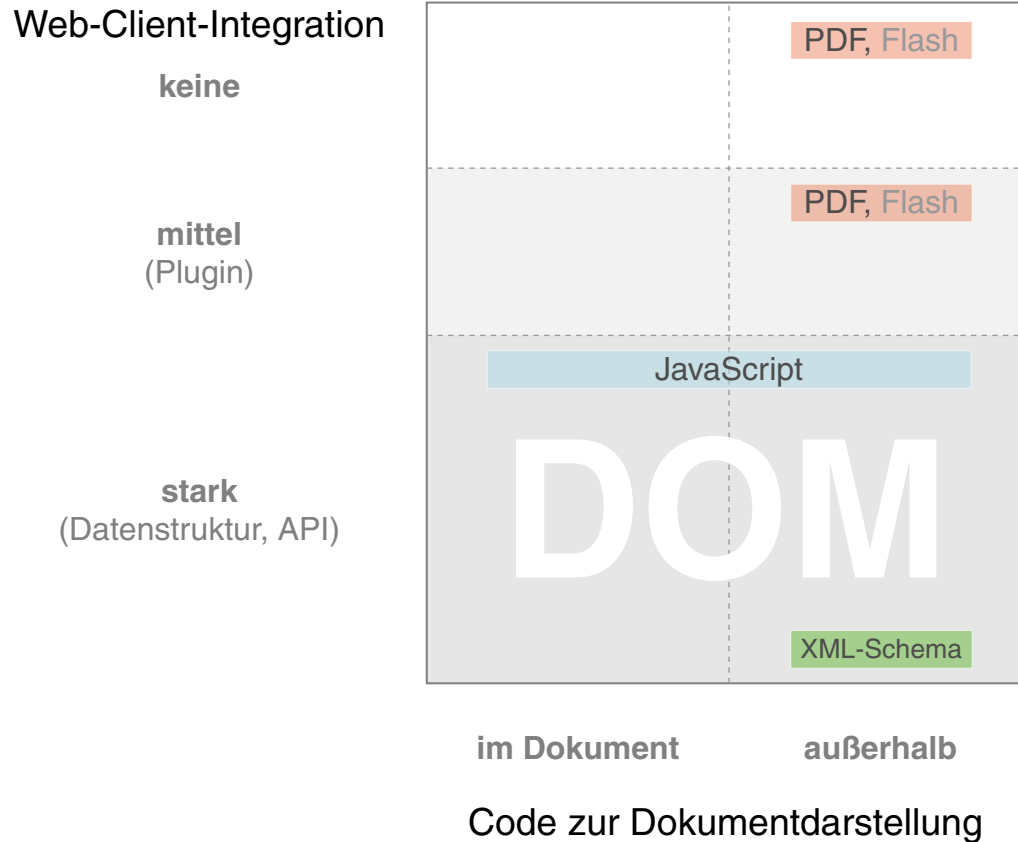 Web-Client-Integration
PDF, Flash
keine
PDF, Flash
mittel
(Plugin)
JavaScript
DOM
stark
(Datenstruktur, API)
XML-Schema
im Dokument außerhalb
Code zur Dokumentdarstellung